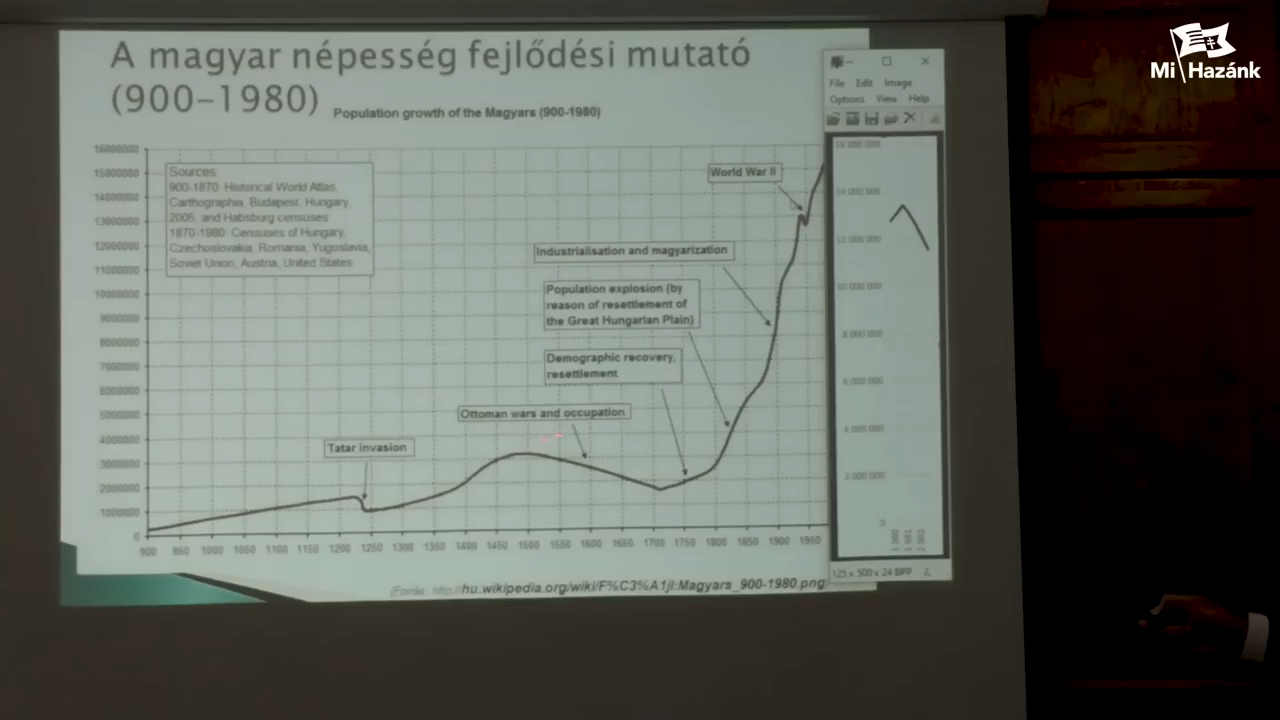 A magyar népesség fejlődési mutató
(900–1980)
Population growth of the Magyars (900-1980)
16000000
15000000
14000000
13000000
12000000
11000000
10000000
9000000
8000000
7000000
6000000
5000000
4000000
3000000
2000000
1000000
0
Sources:
900-1870: Historical World Atlas,
Carthographia, Budapest, Hungary,
2005, and Habsburg censuses
1870-1980: Censuses of Hungary,
Czechoslovakia, Romania, Yugoslavia,
Soviet Union, Austria, United States
World War II
Industrialisation and magyarization
Population explosion (by
reason of resettlement of
the Great Hungarian Plain)
Demographic recovery,
resettlement
Ottoman wars and occupation
Tatar invasion
900 950 1000 1050 1100 1150 1200 1250 1300 1350 1400 1450 1500 1550 1600 1650 1700 1750 1800 1850 1900 1950
(Forrás: http://hu.wikipedia.org/wiki/F%C3%A1jl:Magyars_900-1980.png
File Edit Image
Options View Help
16 000 000
14 000 000
12 000 000
10 000 000
8 000 000
6 000 000
4 000 000
2 000 000
0
125 x 500 x 24 BPP 2,
Mi Hazánk